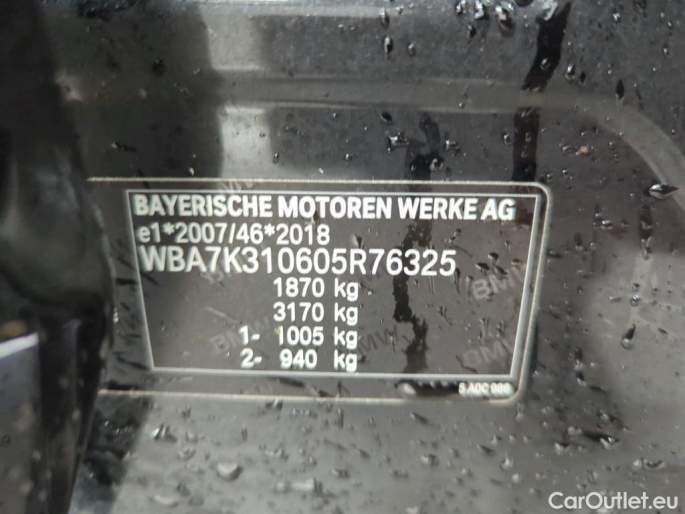 BAYERISCHE MOTOREN WERKE AG
e1*2007/46*2018
WBA7K310605R76325
1870 kg
3170 kg
1- 1005 kg
2- 940 kg
CarOutlet.eu